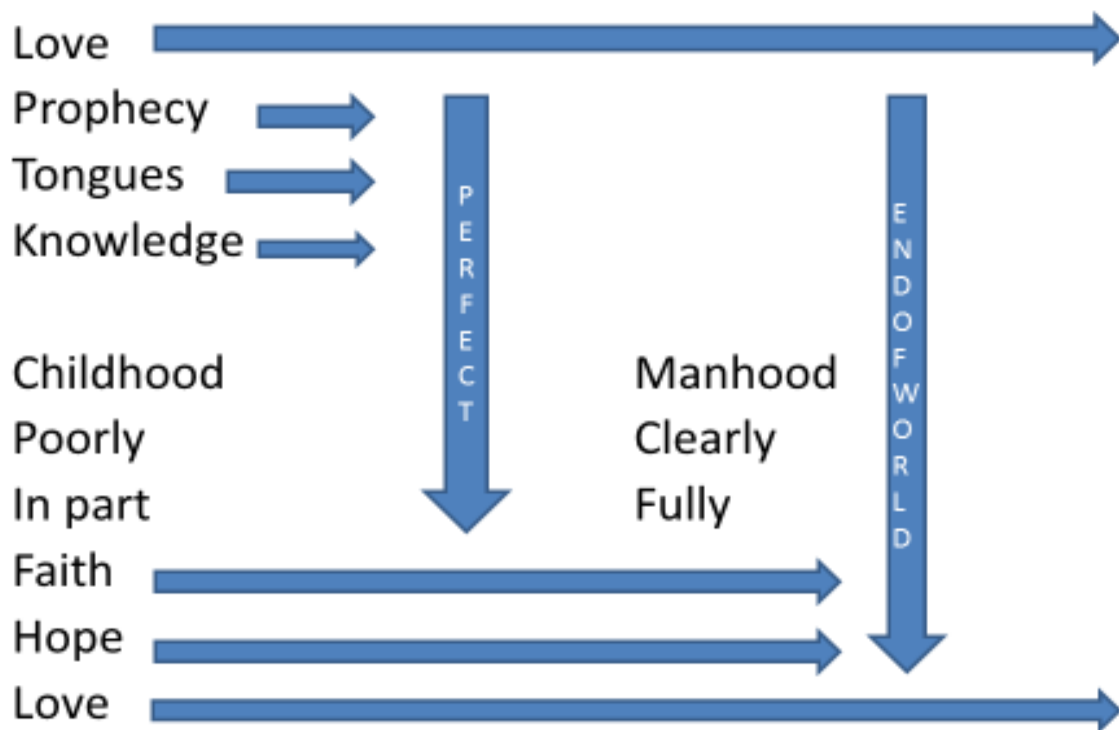 Love
Prophecy
Tongues
Knowledge
PERFECT
ENDOFWORLD
Childhood Manhood
Poorly Clearly
In part Fully
Faith
Hope
Love